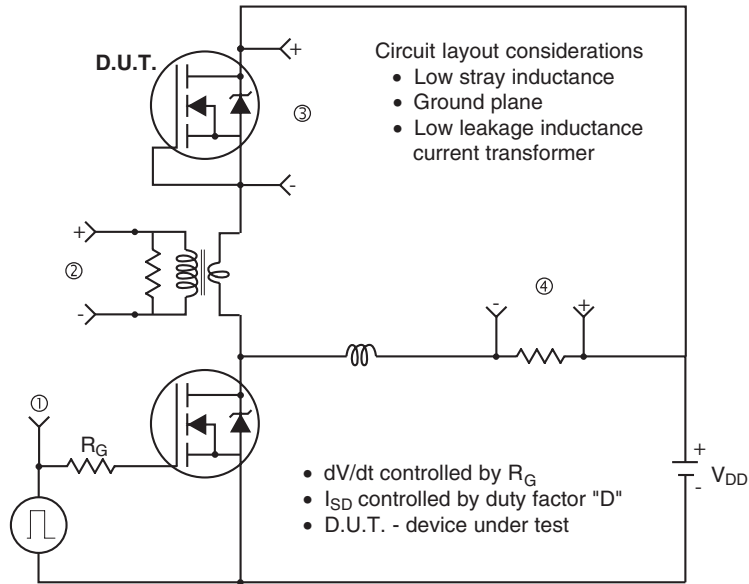 D.U.T.
+
③
-
Circuit layout considerations
• Low stray inductance
• Ground plane
• Low leakage inductance
current transformer
+
②
-
-
④
+
①
R_G
• dV/dt controlled by R_G
• I_SD controlled by duty factor "D"
• D.U.T. - device under test
+
-
V_DD